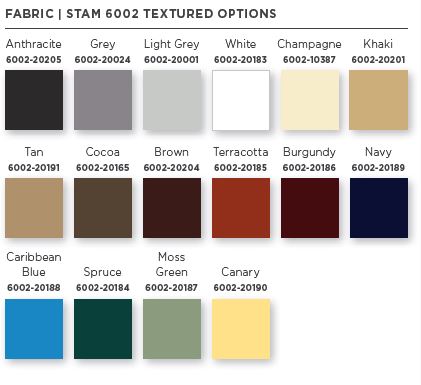 FABRIC | STAM 6002 TEXTURED OPTIONS
Anthracite Grey Light Grey White Champagne Khaki
6002-20205 6002-20024 6002-20001 6002-20183 6002-10387 6002-20201
Tan Cocoa Brown Terracotta Burgundy Navy
6002-20191 6002-20165 6002-20204 6002-20185 6002-20186 6002-20189
Caribbean Moss
Blue Spruce Green Canary
6002-20188 6002-20184 6002-20187 6002-20190